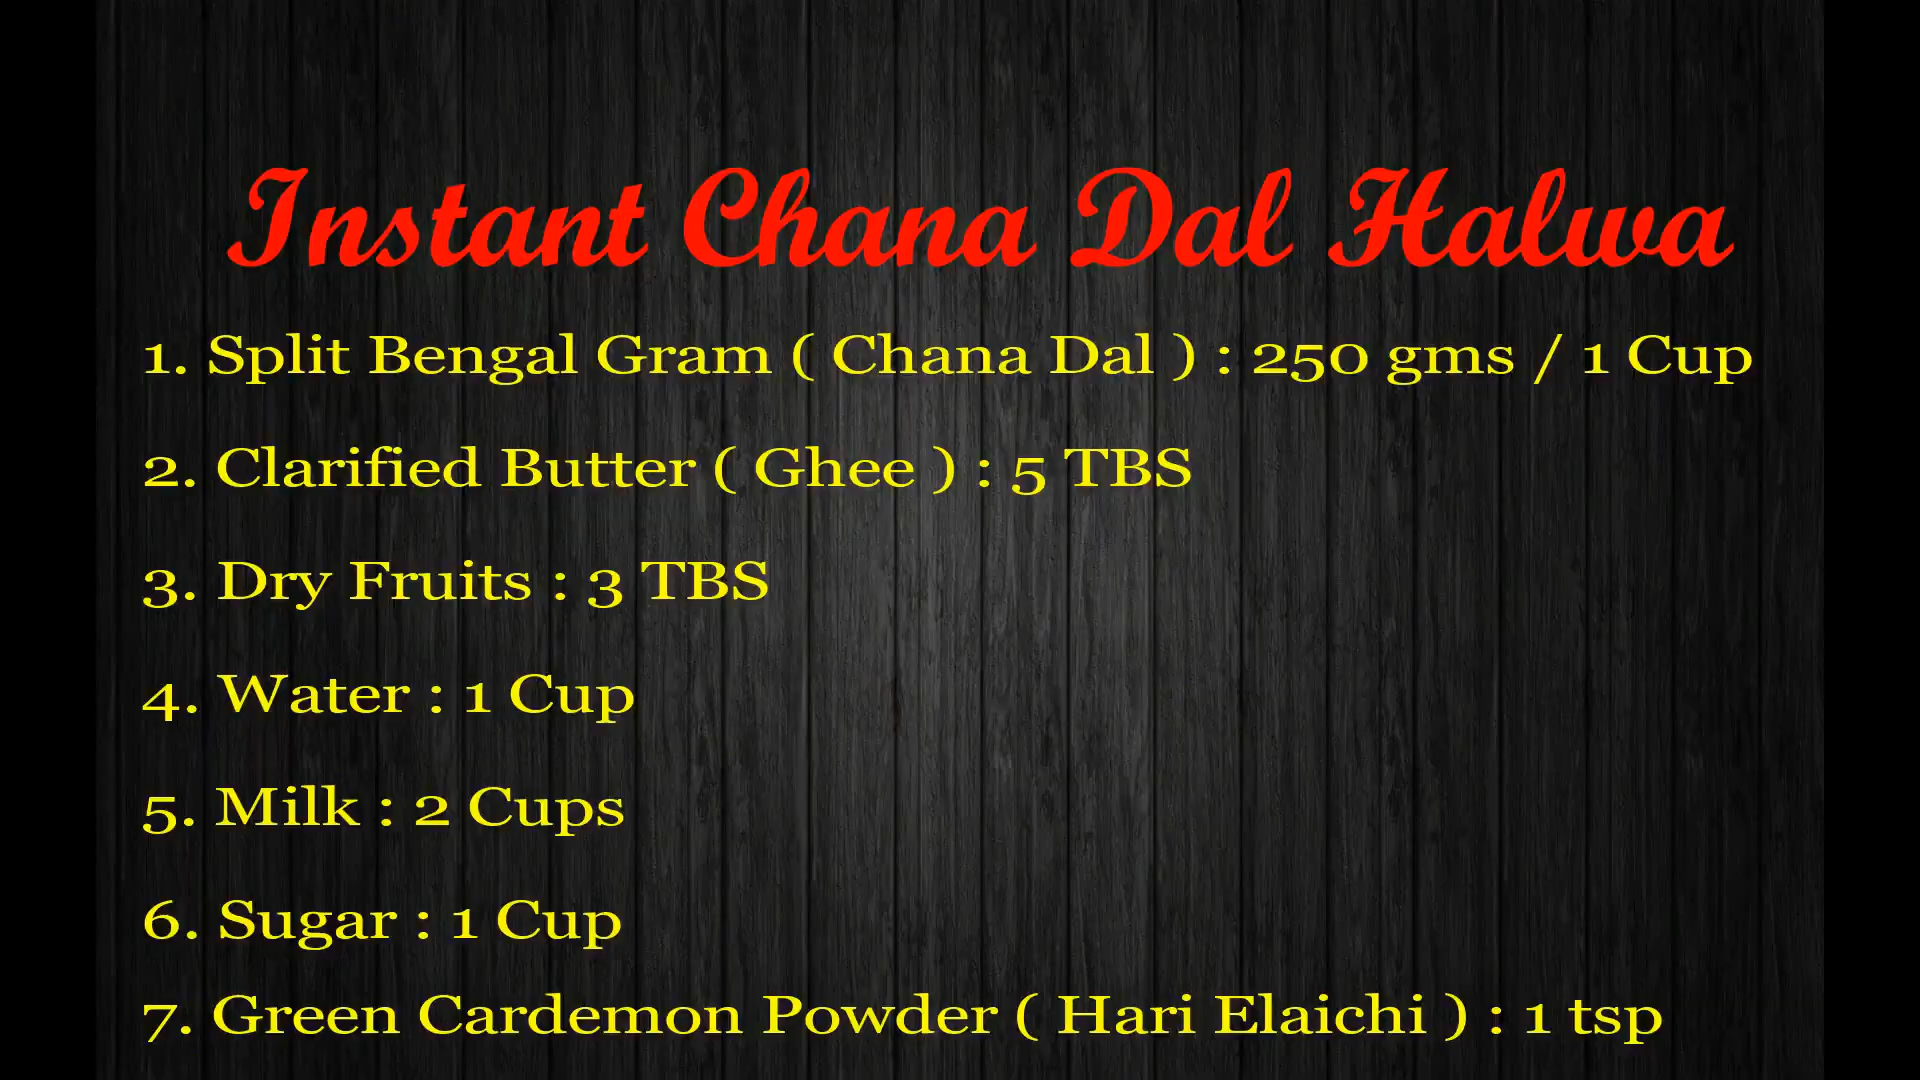 Instant Chana Dal Halwa
1. Split Bengal Gram ( Chana Dal ) : 250 gms / 1 Cup
2. Clarified Butter ( Ghee ) : 5 TBS
3. Dry Fruits : 3 TBS
4. Water : 1 Cup
5. Milk : 2 Cups
6. Sugar : 1 Cup
7. Green Cardemon Powder ( Hari Elaichi ) : 1 tsp